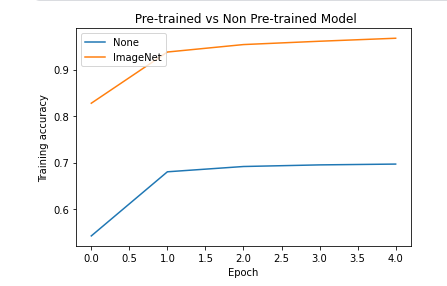 Pre-trained vs Non Pre-trained Model
None
ImageNet
Training accuracy
0.9
0.8
0.7
0.6
0.0 0.5 1.0 1.5 2.0 2.5 3.0 3.5 4.0
Epoch